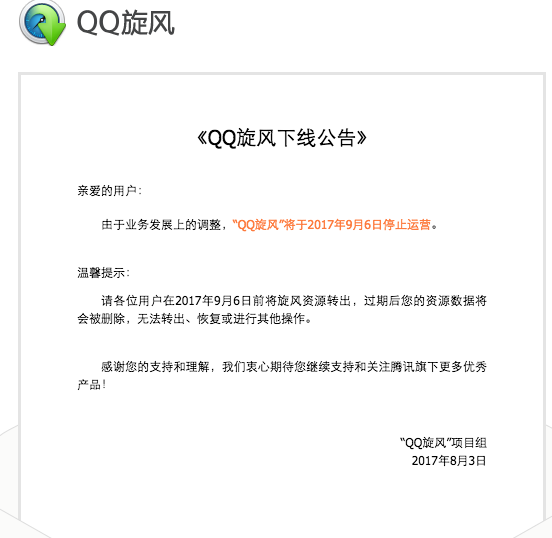 QQ旋风
《QQ旋风下线公告》
亲爱的用户：
由于业务发展上的调整，“QQ旋风”将于2017年9月6日停止运营。
温馨提示：
请各位用户在2017年9月6日前将旋风资源转出，过期后您的资源数据将
会被删除，无法转出、恢复或进行其他操作。
感谢您的支持和理解，我们衷心期待您继续支持和关注腾讯旗下更多优秀
产品！
“QQ旋风”项目组
2017年8月3日